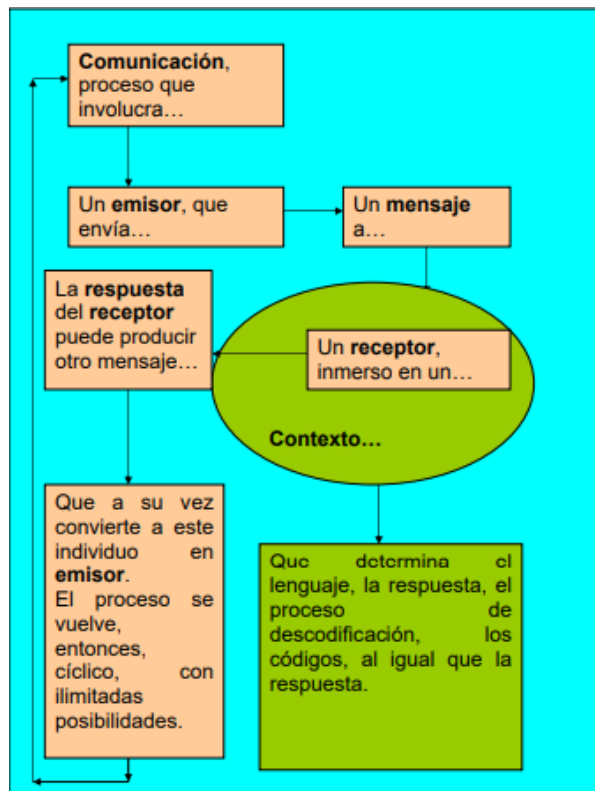 Comunicación,
proceso que
involucra…
Un emisor, que
envía…
Un mensaje
a…
La respuesta
del receptor
puede producir
otro mensaje…
Un receptor,
inmerso en un…
Contexto…
Que a su vez
convierte a este
individuo en
emisor.
El proceso se
vuelve,
entonces,
cíclico, con
ilimitadas
posibilidades.
Que determina el
lenguaje, la respuesta, el
proceso de
descodificación, los
códigos, al igual que la
respuesta.